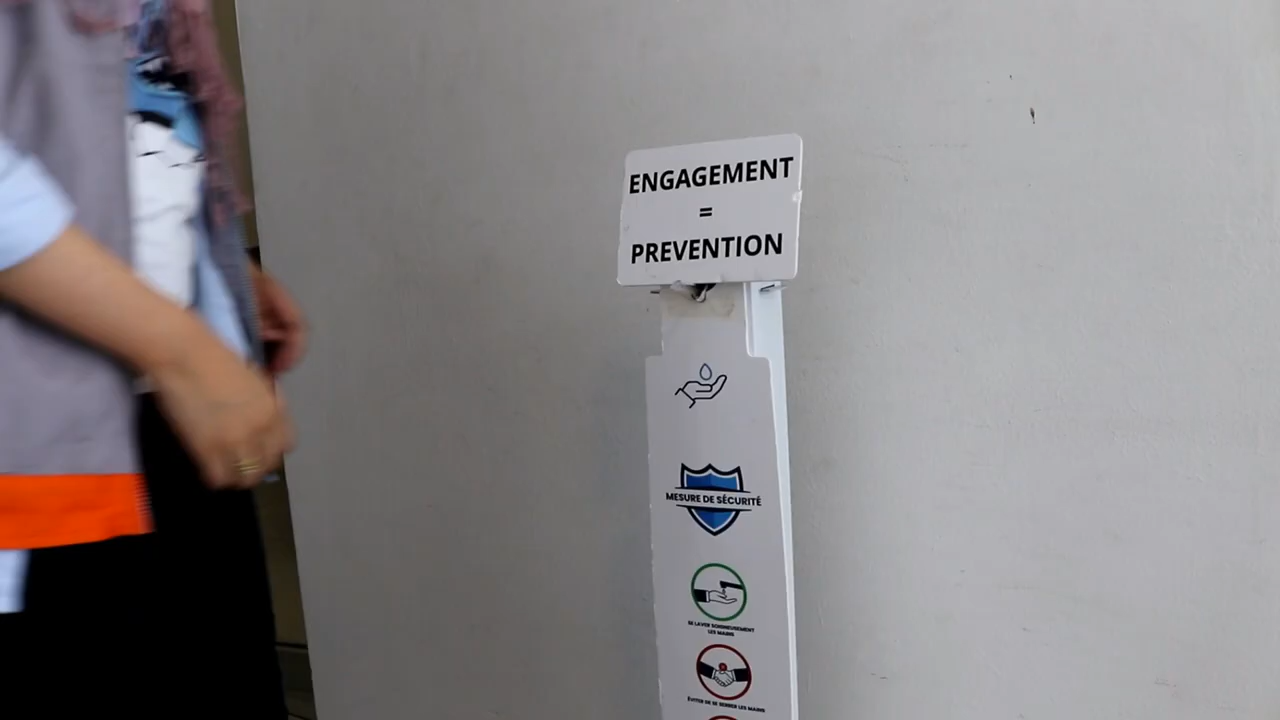 ENGAGEMENT
=
PREVENTION
MESURE DE SÉCURITÉ
SE LAVER SOIGNEUSEMENT
LES MAINS
ÉVITER DE SE SERRER LES MAINS